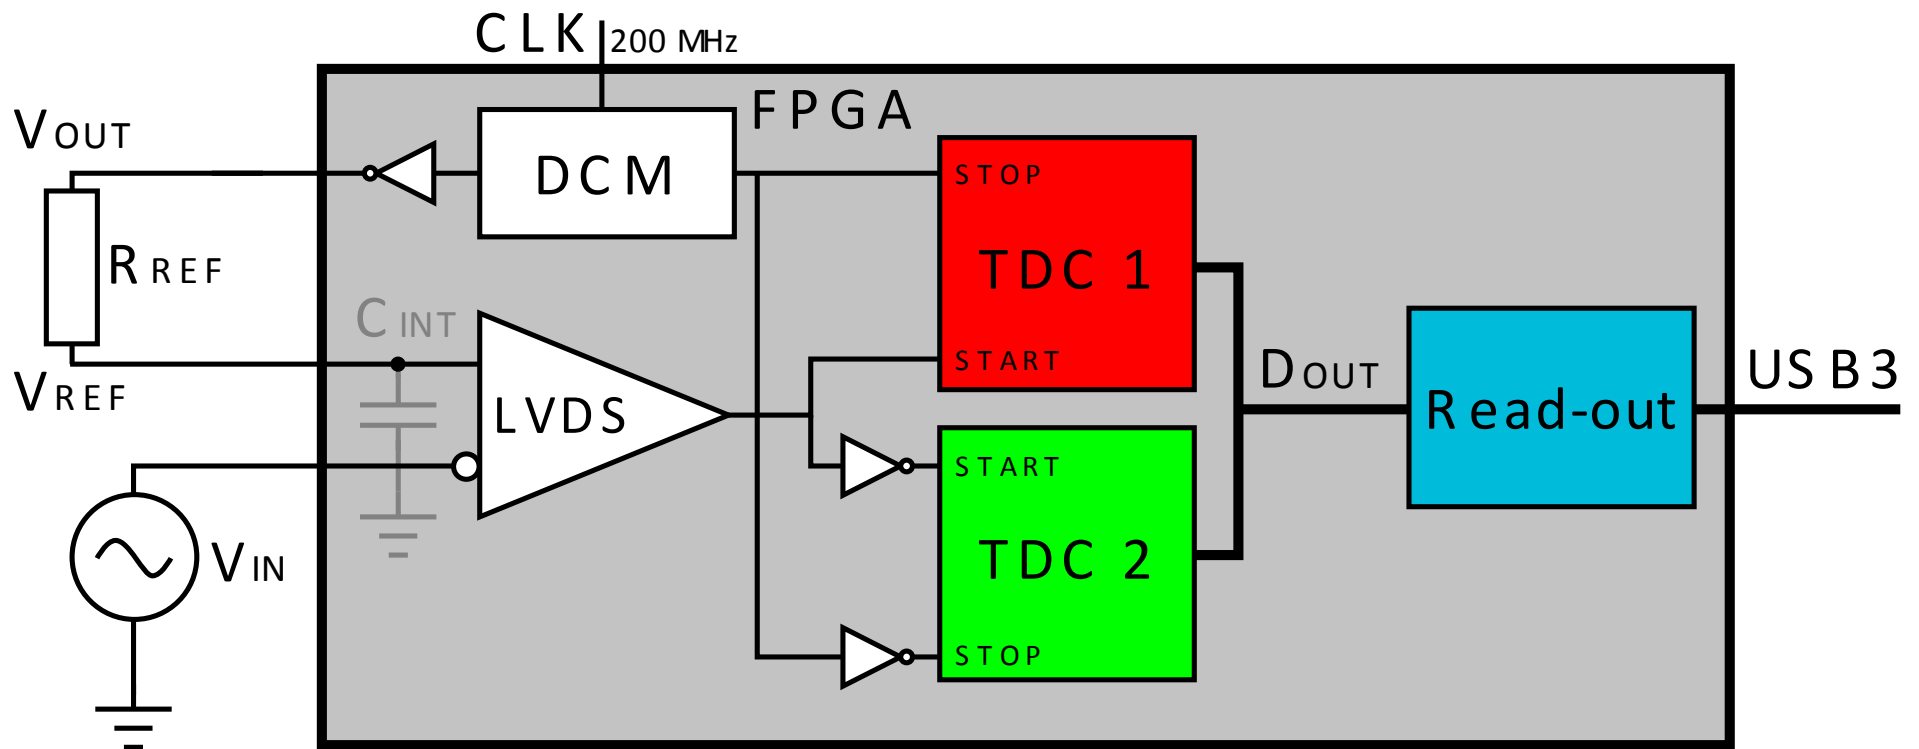 CLK 200 MHz
FPGA
VOUT
DCM
STOP
TDC 1
RREF
CINT
START
VREF
LVDS
DOUT
Read-out
USB3
START
VIN
TDC 2
STOP